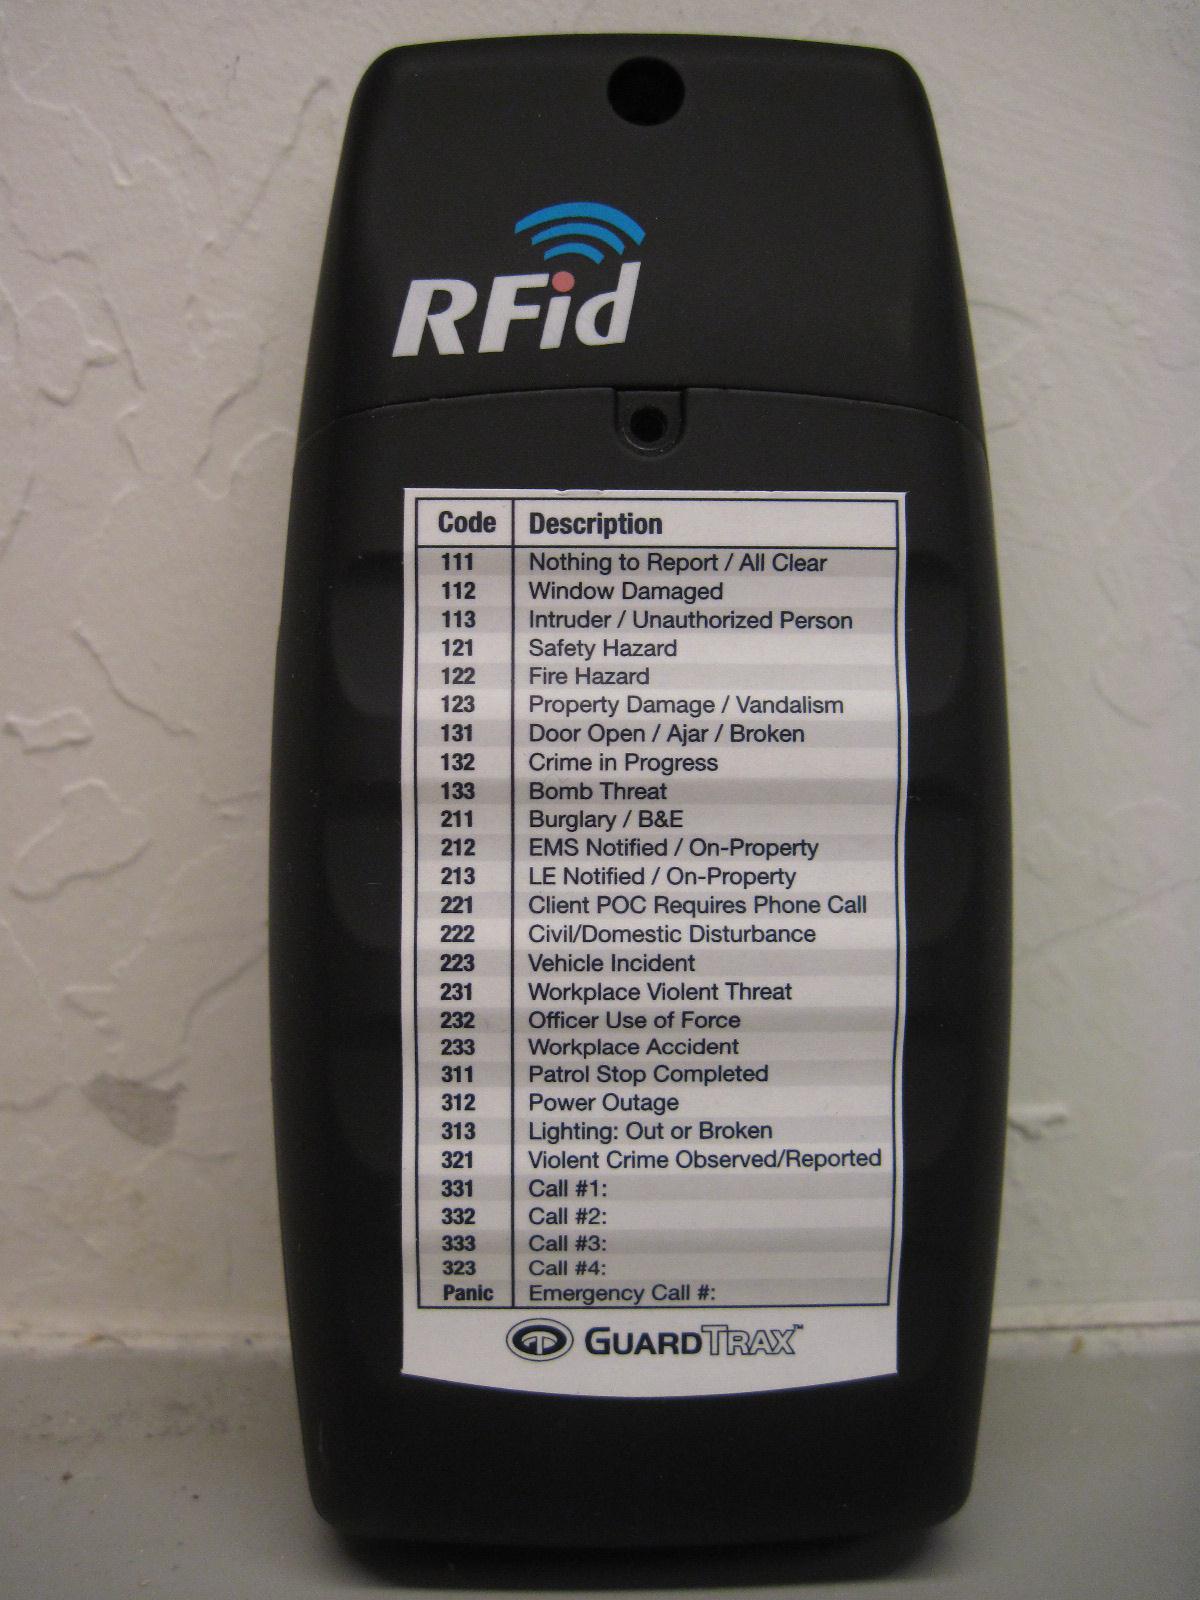 RFid
Code Description
111 Nothing to Report / All Clear
112 Window Damaged
113 Intruder / Unauthorized Person
121 Safety Hazard
122 Fire Hazard
123 Property Damage / Vandalism
131 Door Open / Ajar / Broken
132 Crime in Progress
133 Bomb Threat
211 Burglary / B&E
212 EMS Notified / On-Property
213 LE Notified / On-Property
221 Client POC Requires Phone Call
222 Civil/Domestic Disturbance
223 Vehicle Incident
231 Workplace Violent Threat
232 Officer Use of Force
233 Workplace Accident
311 Patrol Stop Completed
312 Power Outage
313 Lighting: Out or Broken
321 Violent Crime Observed/Reported
331 Call #1:
332 Call #2:
333 Call #3:
323 Call #4:
Panic Emergency Call #:
GUARDTRAX™